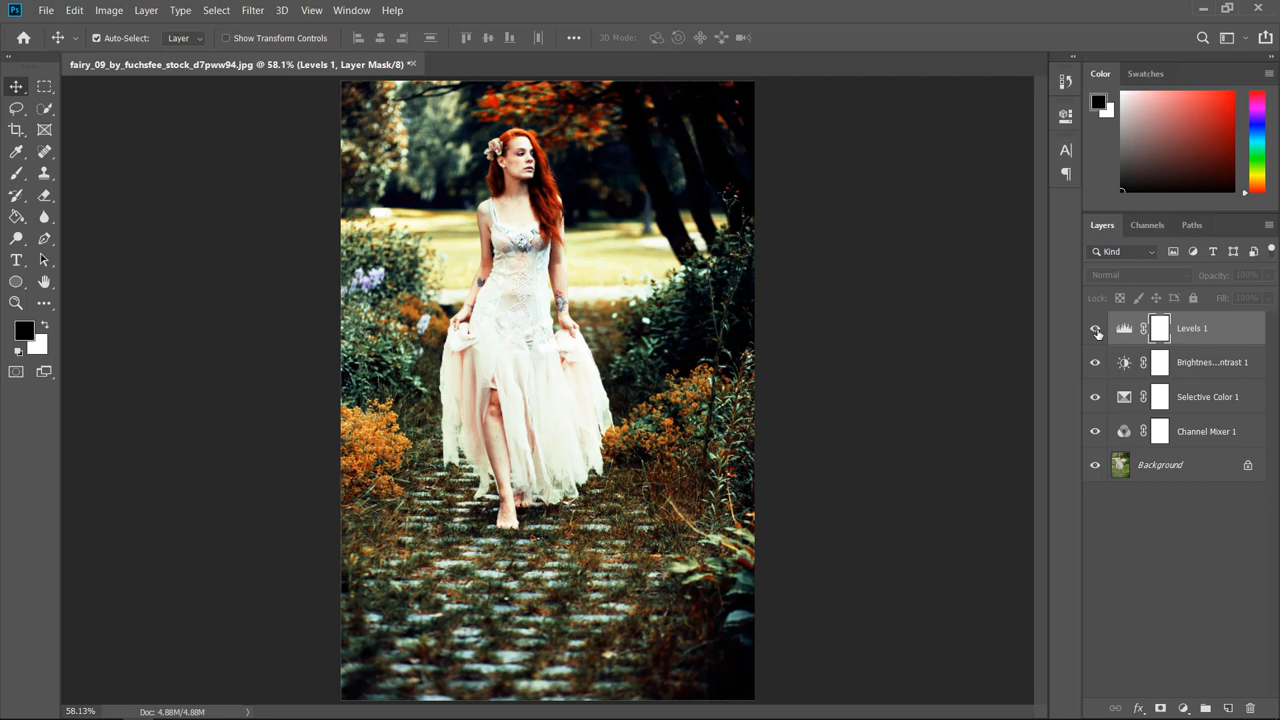 Ps File Edit Image Layer Type Select Filter 3D View Window Help
Auto-Select: Layer Show Transform Controls 3D Mode:
fairy_09_by_fuchsfee_stock_d7pww94.jpg @ 58.1% (Levels 1, Layer Mask/8) *
Color Swatches
Layers Channels Paths
Kind
Normal Opacity: 100%
Lock: Fill: 100%
Levels 1
Brightnes...ntrast 1
Selective Color 1
Channel Mixer 1
Background
58.13% Doc: 4.88M/4.88M